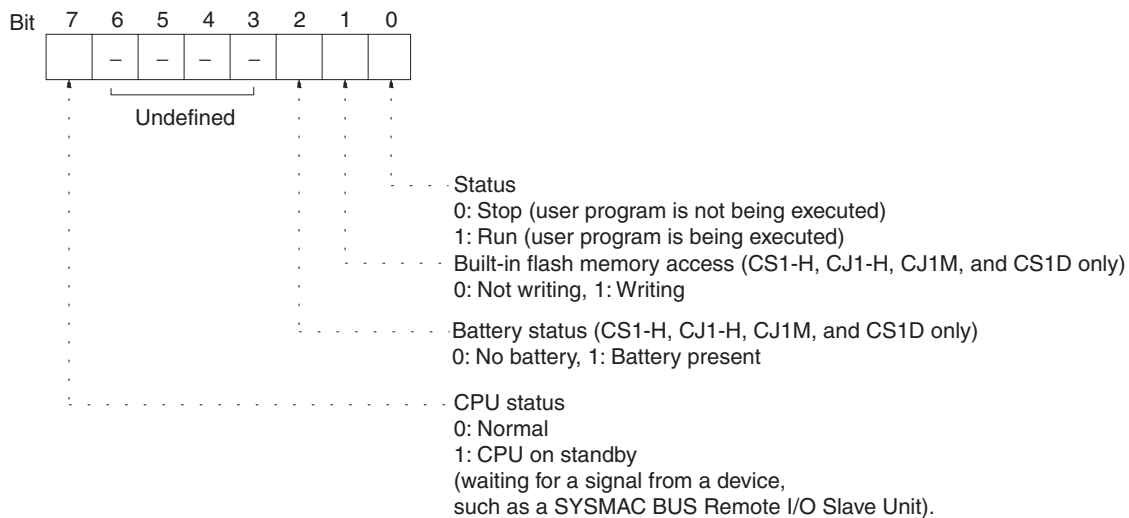 Bit 7 6 5 4 3 2 1 0
– – – –
Undefined
Status
0: Stop (user program is not being executed)
1: Run (user program is being executed)
Built-in flash memory access (CS1-H, CJ1-H, CJ1M, and CS1D only)
0: Not writing, 1: Writing
Battery status (CS1-H, CJ1-H, CJ1M, and CS1D only)
0: No battery, 1: Battery present
CPU status
0: Normal
1: CPU on standby
(waiting for a signal from a device,
such as a SYSMAC BUS Remote I/O Slave Unit).